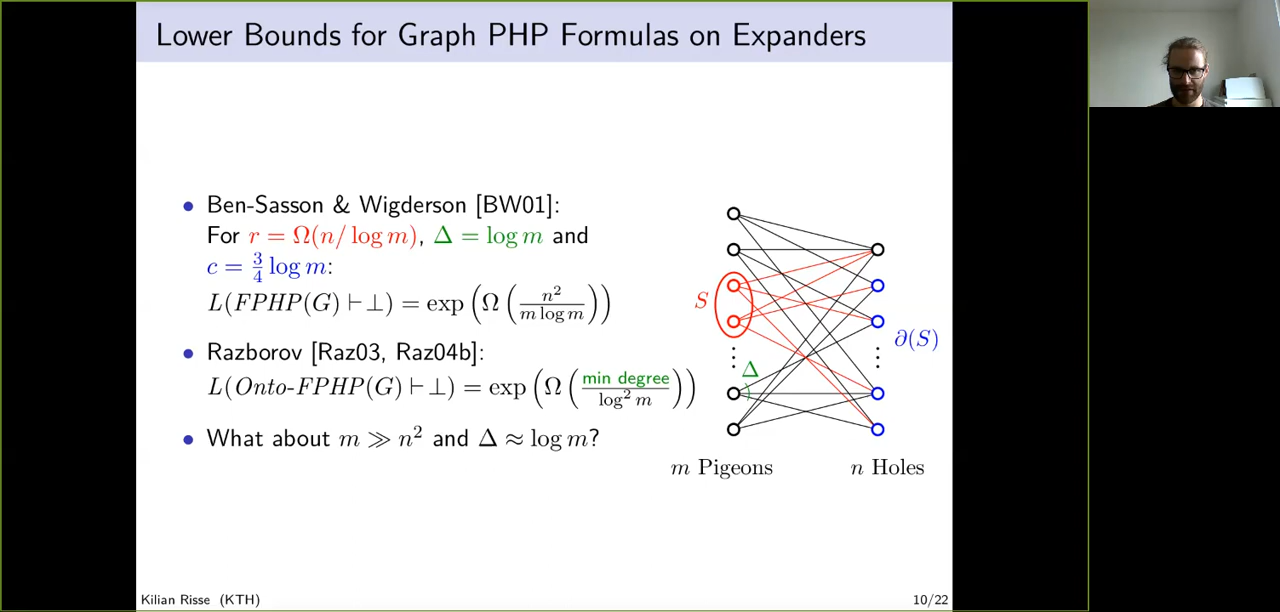 Lower Bounds for Graph PHP Formulas on Expanders
• Ben-Sasson & Wigderson [BW01]:
For r = Ω(n/ log m), Δ = log m and
c = 3/4 log m:
L(FPHP(G) ⊢ ⊥) = exp(Ω(n²/(m log m)))
• Razborov [Raz03, Raz04b]:
L(Onto-FPHP(G) ⊢ ⊥) = exp(Ω(min degree/log² m))
• What about m ≫ n² and Δ ≈ log m?
S
∂(S)
Δ
m Pigeons
n Holes
Kilian Risse (KTH)
10/22